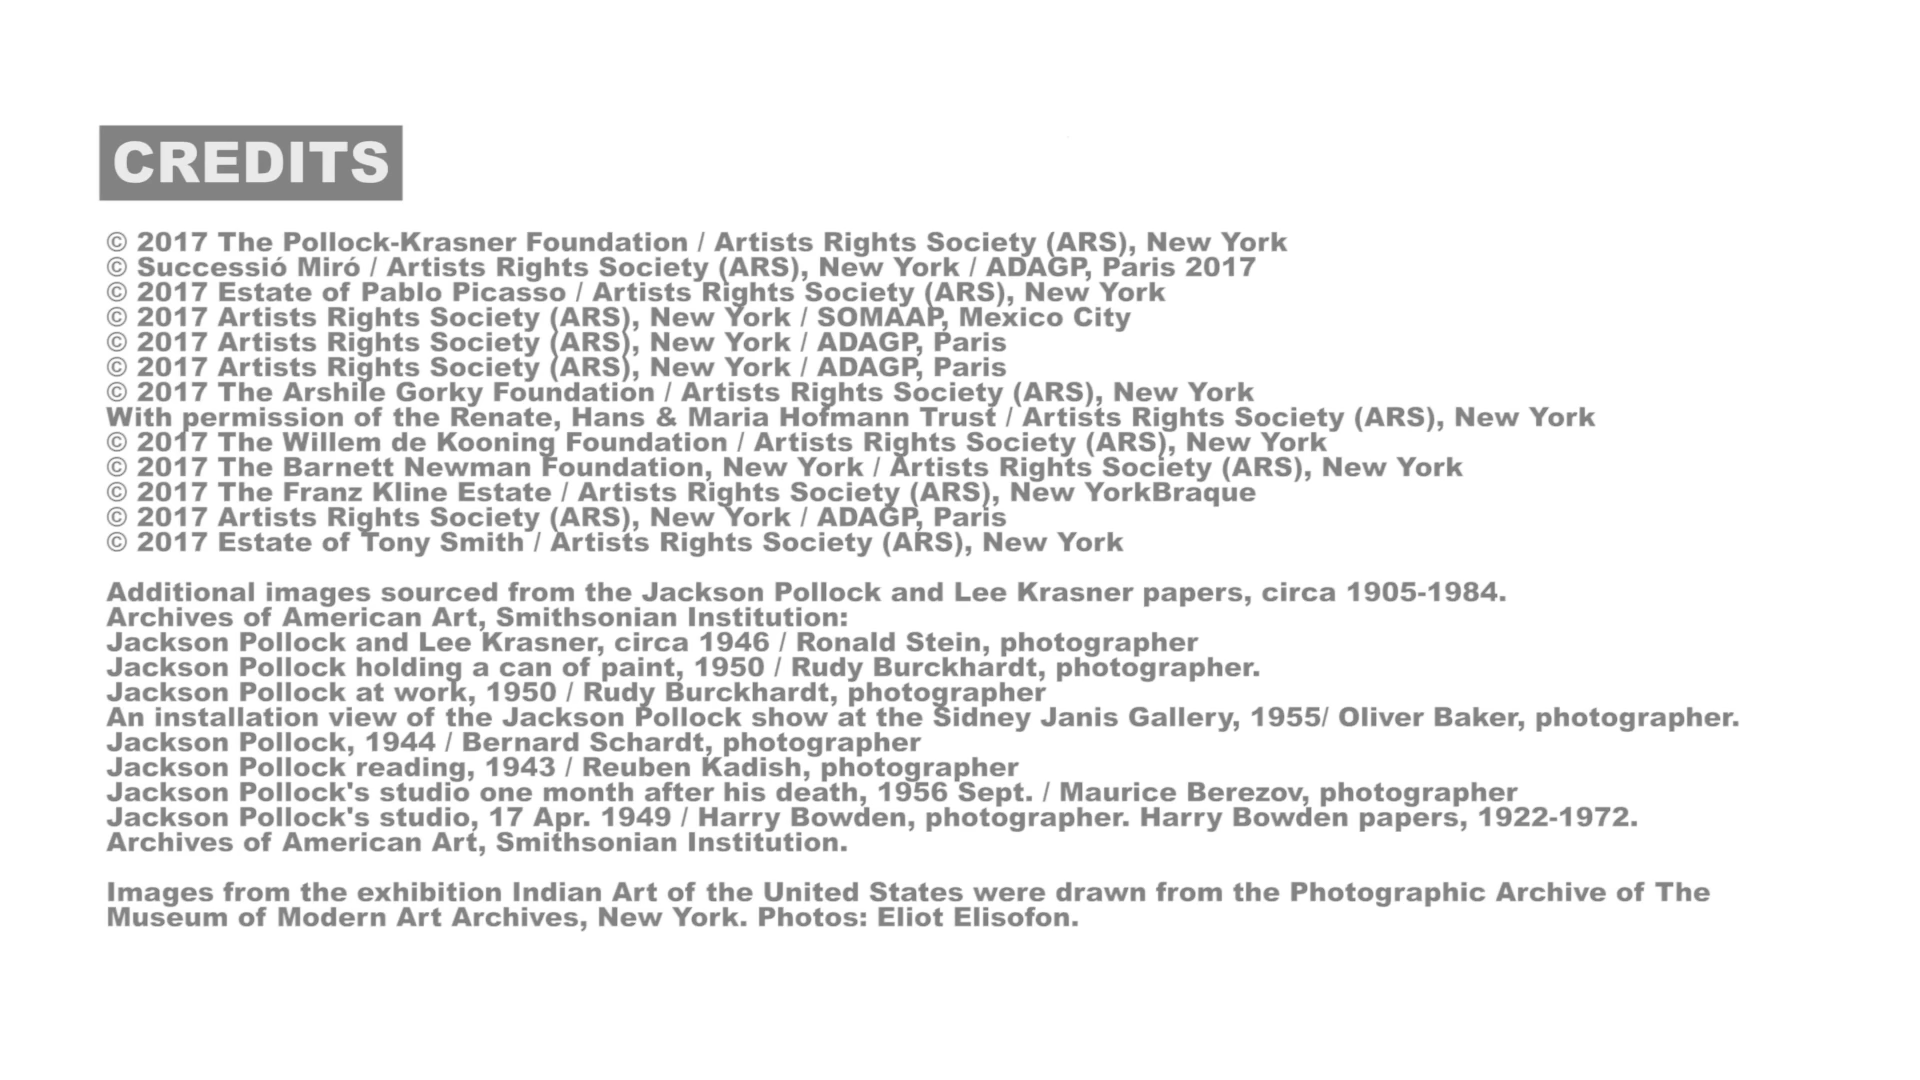 CREDITS
© 2017 The Pollock-Krasner Foundation / Artists Rights Society (ARS), New York
© Successió Miró / Artists Rights Society (ARS), New York / ADAGP, Paris 2017
© 2017 Estate of Pablo Picasso / Artists Rights Society (ARS), New York
© 2017 Artists Rights Society (ARS), New York / SOMAAP, Mexico City
© 2017 Artists Rights Society (ARS), New York / ADAGP, Paris
© 2017 Artists Rights Society (ARS), New York / ADAGP, Paris
© 2017 The Arshile Gorky Foundation / Artists Rights Society (ARS), New York
With permission of the Renate, Hans & Maria Hofmann Trust / Artists Rights Society (ARS), New York
© 2017 The Willem de Kooning Foundation / Artists Rights Society (ARS), New York
© 2017 The Barnett Newman Foundation, New York / Artists Rights Society (ARS), New York
© 2017 The Franz Kline Estate / Artists Rights Society (ARS), New YorkBraque
© 2017 Artists Rights Society (ARS), New York / ADAGP, Paris
© 2017 Estate of Tony Smith / Artists Rights Society (ARS), New York
Additional images sourced from the Jackson Pollock and Lee Krasner papers, circa 1905-1984.
Archives of American Art, Smithsonian Institution:
Jackson Pollock and Lee Krasner, circa 1946 / Ronald Stein, photographer
Jackson Pollock holding a can of paint, 1950 / Rudy Burckhardt, photographer.
Jackson Pollock at work, 1950 / Rudy Burckhardt, photographer
An installation view of the Jackson Pollock show at the Sidney Janis Gallery, 1955/ Oliver Baker, photographer.
Jackson Pollock, 1944 / Bernard Schardt, photographer
Jackson Pollock reading, 1943 / Reuben Kadish, photographer
Jackson Pollock's studio one month after his death, 1956 Sept. / Maurice Berezov, photographer
Jackson Pollock's studio, 17 Apr. 1949 / Harry Bowden, photographer. Harry Bowden papers, 1922-1972.
Archives of American Art, Smithsonian Institution.
Images from the exhibition Indian Art of the United States were drawn from the Photographic Archive of The
Museum of Modern Art Archives, New York. Photos: Eliot Elisofon.